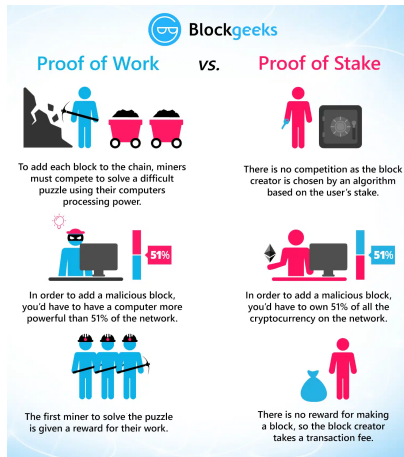 Blockgeeks
Proof of Work vs. Proof of Stake
To add each block to the chain, miners
must compete to solve a difficult
puzzle using their computers
processing power.
There is no competition as the block
creator is chosen by an algorithm
based on the user's stake.
51%
51%
In order to add a malicious block,
you'd have to have a computer more
powerful than 51% of the network.
In order to add a malicious block,
you'd have to own 51% of all the
cryptocurrency on the network.
The first miner to solve the puzzle
is given a reward for their work.
There is no reward for making
a block, so the block creator
takes a transaction fee.